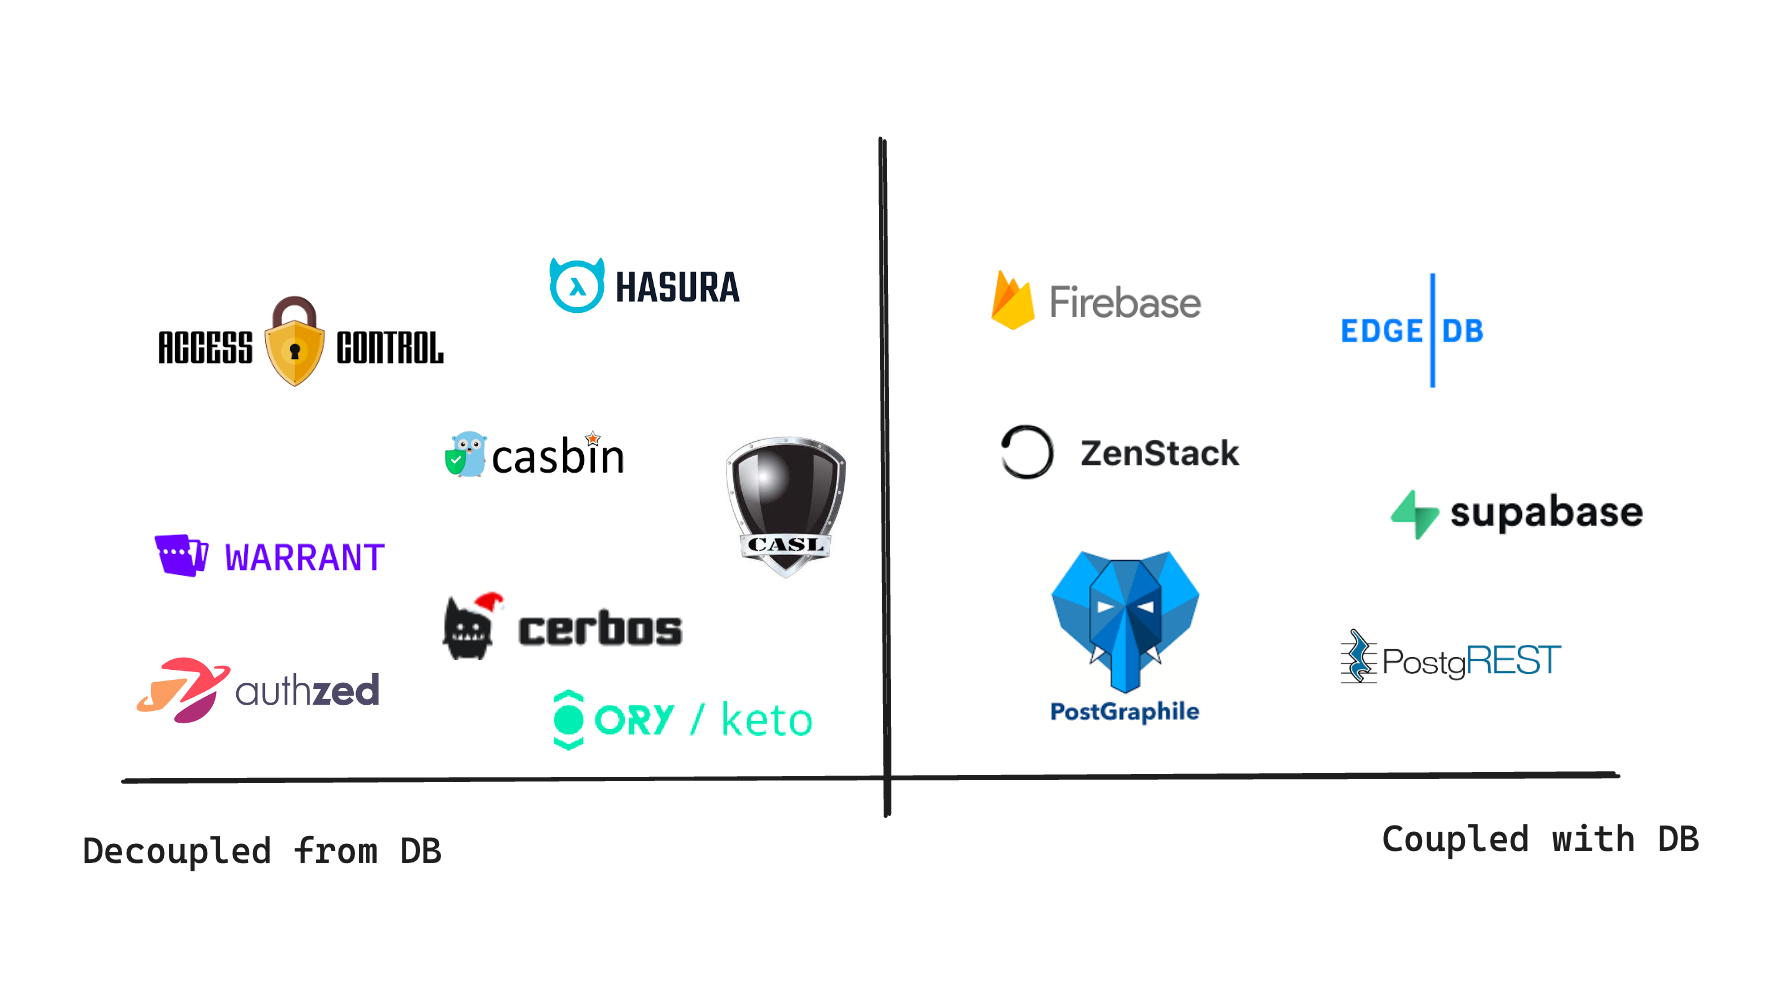 HASURA
ACCESS CONTROL
casbin
CASL
WARRANT
cerbos
authzed
ORY / keto
Firebase
EDGE DB
ZenStack
supabase
PostGraphile
PostgREST
Decoupled from DB
Coupled with DB